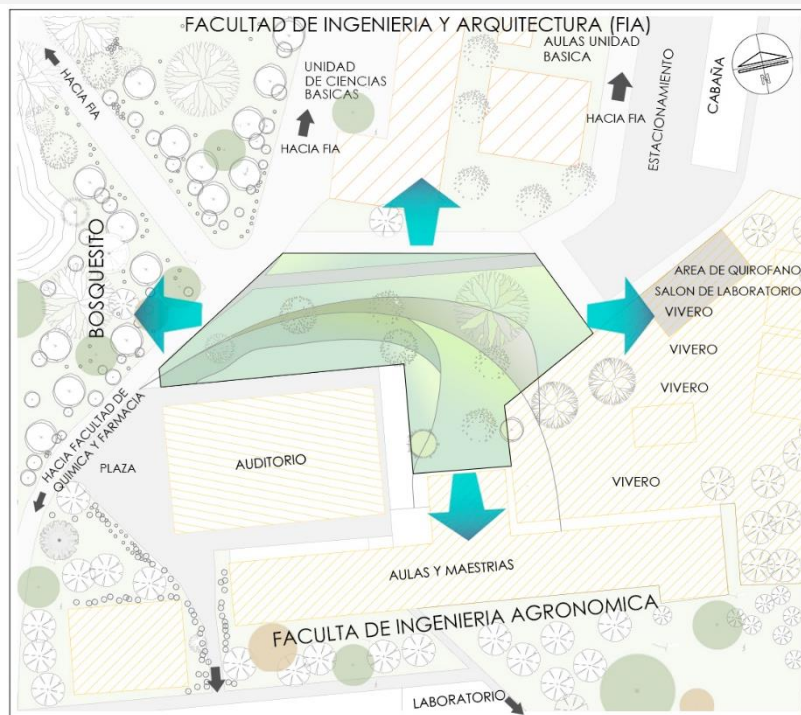 FACULTAD DE INGENIERIA Y ARQUITECTURA (FIA)
UNIDAD
DE CIENCIAS
BASICAS
AULAS UNIDAD
BASICA
HACIA FIA
HACIA FIA
HACIA FIA
ESTACIONAMIENTO
CABAÑA
N
BOSQUESITO
AREA DE QUIROFANO
SALON DE LABORATORIO
VIVERO
VIVERO
VIVERO
HACIA FACULTAD DE
QUIMICA Y FARMACIA
PLAZA
AUDITORIO
VIVERO
AULAS Y MAESTRIAS
FACULTA DE INGENIERIA AGRONOMICA
LABORATORIO